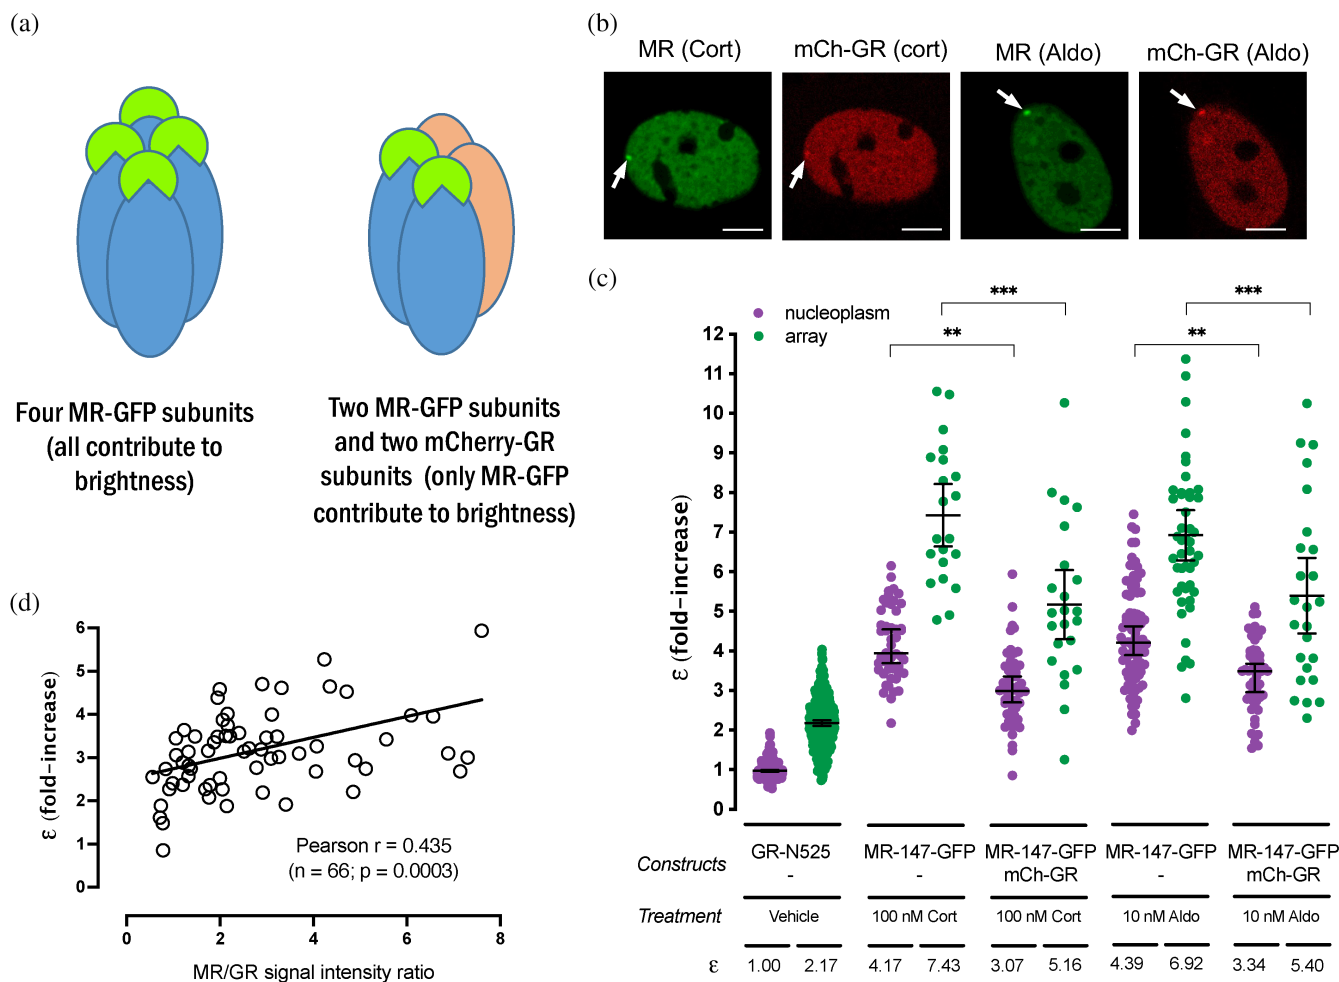 (a)
Four MR-GFP subunits
(all contribute to
brightness)
Two MR-GFP subunits
and two mCherry-GR
subunits (only MR-GFP
contribute to brightness)
(b)
MR (Cort)
mCh-GR (cort)
MR (Aldo)
mCh-GR (Aldo)
(c)
nucleoplasm
array
**
***
**
***
ε (fold–increase)
12
11
10
9
8
7
6
5
4
3
2
1
0
Constructs
GR-N525
-
MR-147-GFP
-
MR-147-GFP
mCh-GR
MR-147-GFP
-
MR-147-GFP
mCh-GR
Treatment
Vehicle
100 nM Cort
100 nM Cort
10 nM Aldo
10 nM Aldo
ε
1.00 2.17 4.17 7.43 3.07 5.16 4.39 6.92 3.34 5.40
(d)
ε (fold–increase)
6
5
4
3
2
1
0
Pearson r = 0.435
(n = 66; p = 0.0003)
0 2 4 6 8
MR/GR signal intensity ratio